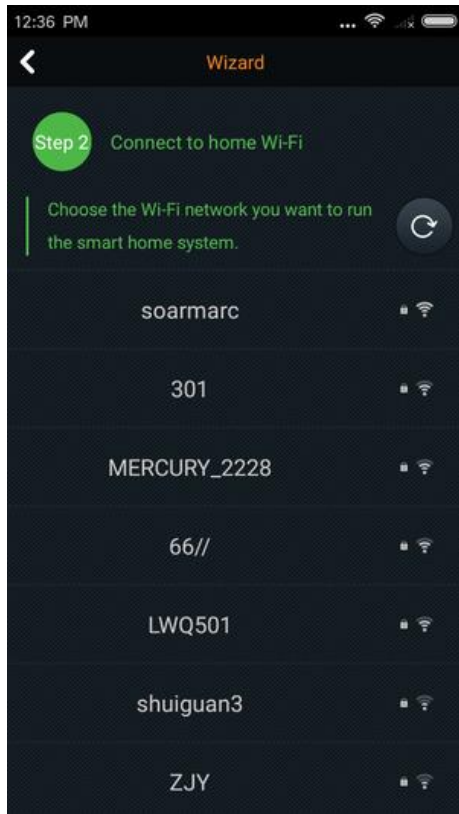 12:36 PM
Wizard
Step 2
Connect to home Wi-Fi
Choose the Wi-Fi network you want to run
the smart home system.
soarmarc
301
MERCURY_2228
66//
LWQ501
shuiguan3
ZJY